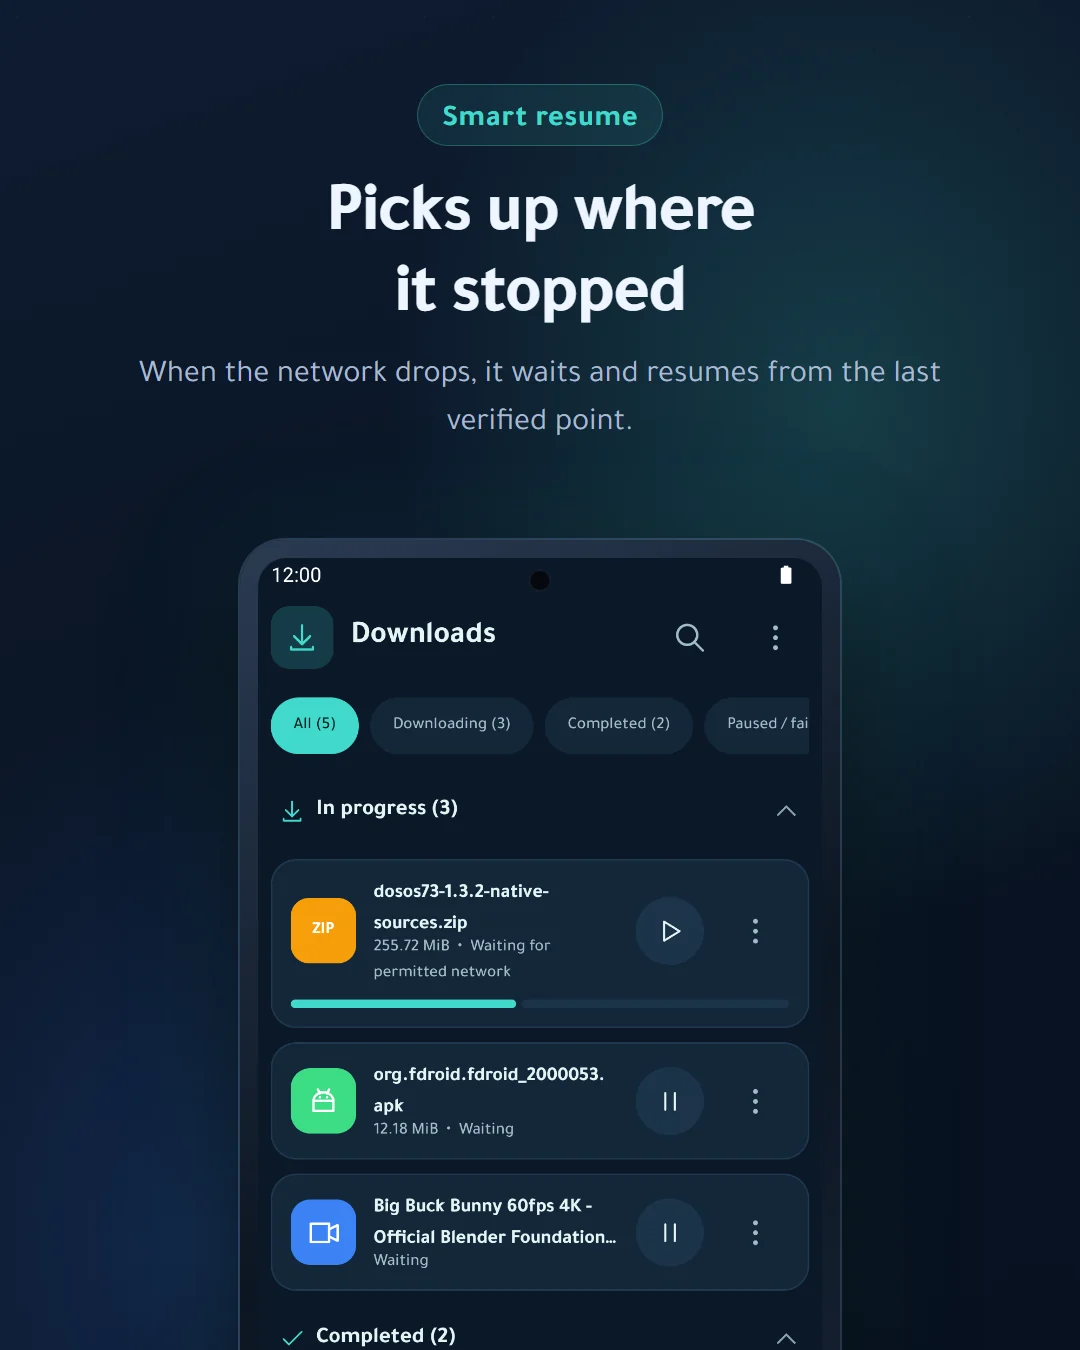 Smart resume
Picks up where
it stopped
When the network drops, it waits and resumes from the last
verified point.
12:00
Downloads
All (5)
Downloading (3)
Completed (2)
Paused / fai
In progress (3)
ZIP
dosos73-1.3.2-native-
sources.zip
255.72 MiB • Waiting for
permitted network
org.fdroid.fdroid_2000053.
apk
12.18 MiB • Waiting
Big Buck Bunny 60fps 4K -
Official Blender Foundation…
Waiting
Completed (2)